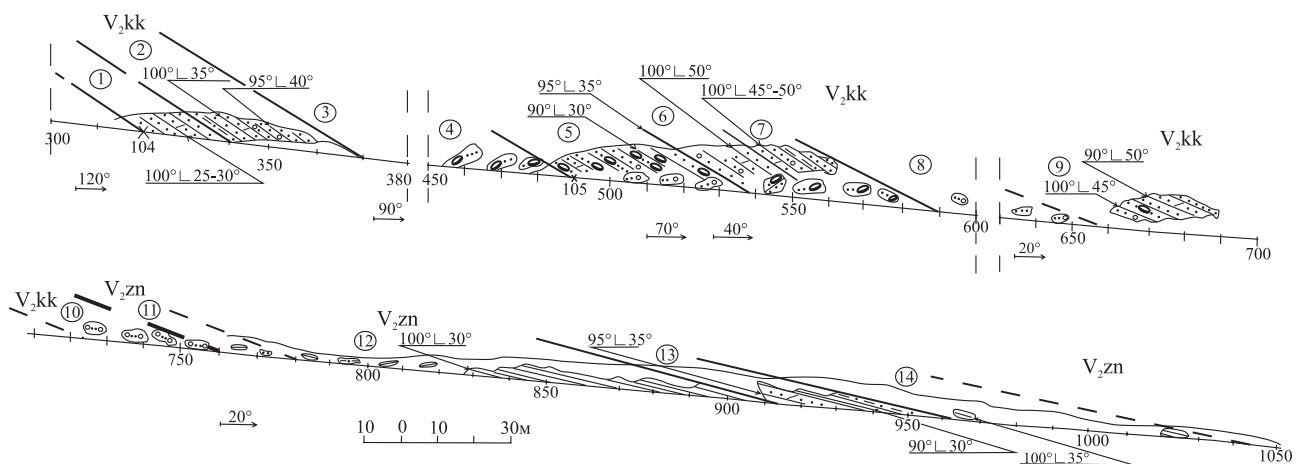 V₂kk
① ② 100°∟35° 95°∟40° ③
300 104 350 380
120° 100°∟25-30° 90°
④ 95°∟35° 90°∟30° ⑤ ⑥ 100°∟50° 100°∟45°-50° ⑦ V₂kk ⑧
450 105 500 550 600
70° 40°
⑨ 90°∟50° V₂kk
100°∟45°
650 700
20°
V₂kk ⑩ V₂zn ⑪
⑫ V₂zn 100°∟30° 95°∟35° ⑬ ⑭ V₂zn
750 800 850 900 950 1000 1050
20°
10 0 10 30м
90°∟30°
100°∟35°